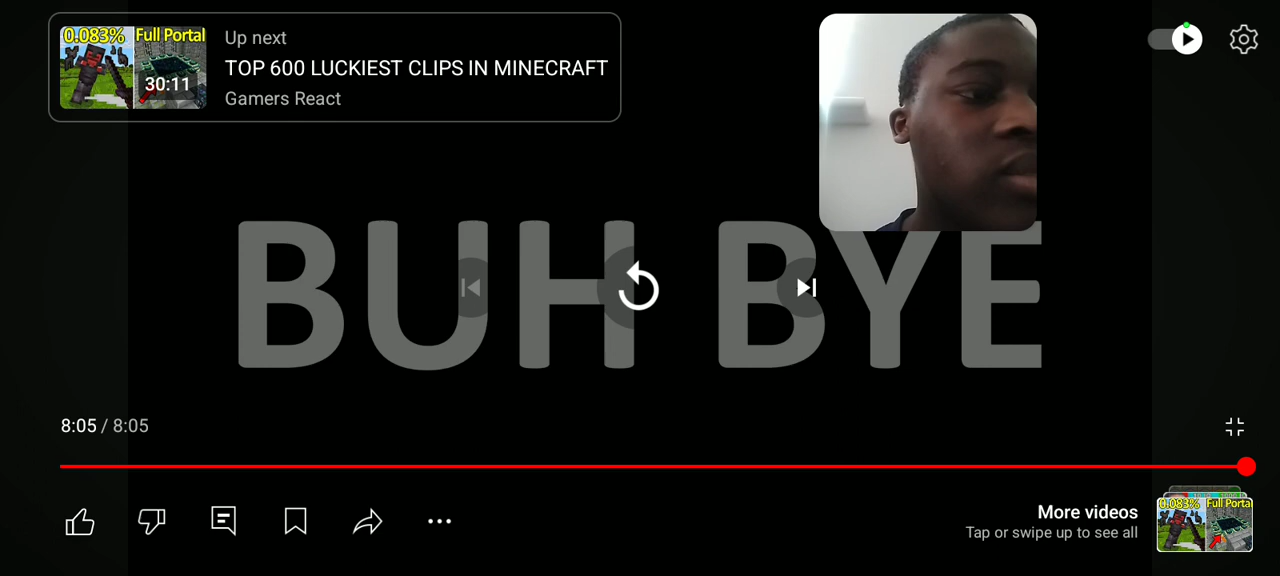 0.083% Full Portal
30:11
Up next
TOP 600 LUCKIEST CLIPS IN MINECRAFT
Gamers React
BUH BYE
8:05 / 8:05
More videos
Tap or swipe up to see all
0.083% Full Portal